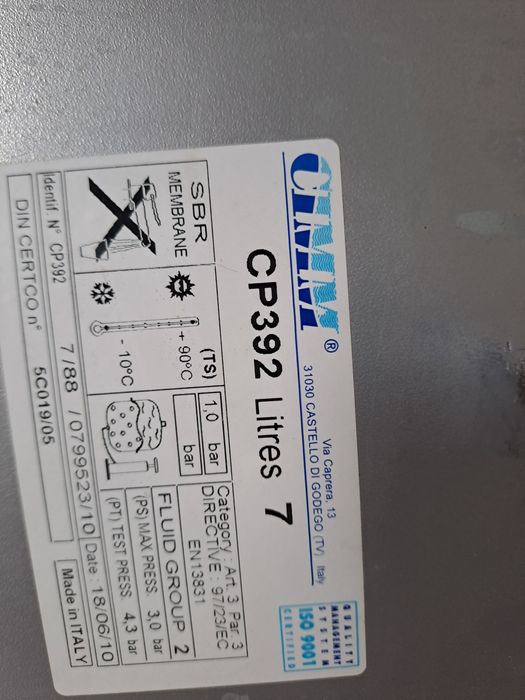 CIMM®
Via Caprera, 13
31030 CASTELLO DI GODEGO (TV) Italy
QUALITY
MANAGEMENT
SYSTEM
ISO 9001
CERTIFIED
CP392 Litres 7
SBR
MEMBRANE
(TS)
+ 90°C
- 10°C
1,0 bar
bar
Category : Art. 3 Par. 3
DIRECTIVE : 97/23/EC
EN13831
FLUID GROUP 2
(PS) MAX PRESS. 3,0 bar
(PT) TEST PRESS. 4,3 bar
Identif. N° CP392 7/88 /0799523/10 Date : 18/06/10
DIN CERTCO n° 5C019/05
Made in ITALY